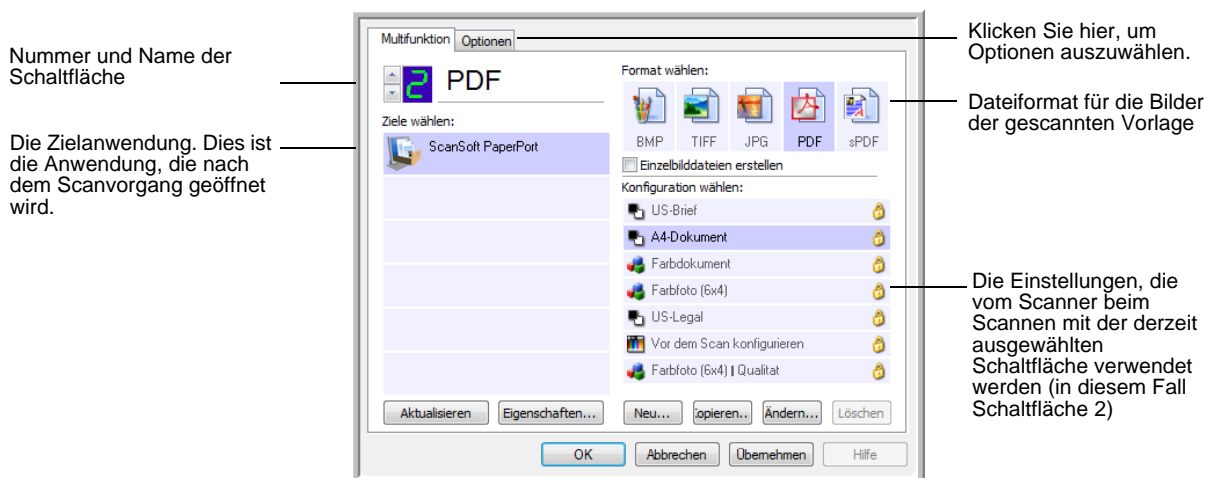 Nummer und Name der
Schaltfläche
Die Zielanwendung. Dies ist
die Anwendung, die nach
dem Scanvorgang geöffnet
wird.
Multifunktion
Optionen
2
PDF
Ziele wählen:
ScanSoft PaperPort
Aktualisieren
Eigenschaften...
Format wählen:
BMP
TIFF
JPG
PDF
sPDF
Einzelbilddateien erstellen
Konfiguration wählen:
US-Brief
A4-Dokument
Farbdokument
Farbfoto (6x4)
US-Legal
Vor dem Scan konfigurieren
Farbfoto (6x4) | Qualitat
Neu...
opieren..
Ändern...
Löschen
OK
Abbrechen
Übernehmen
Hilfe
Klicken Sie hier, um
Optionen auszuwählen.
Dateiformat für die Bilder
der gescannten Vorlage
Die Einstellungen, die
vom Scanner beim
Scannen mit der derzeit
ausgewählten
Schaltfläche verwendet
werden (in diesem Fall
Schaltfläche 2)